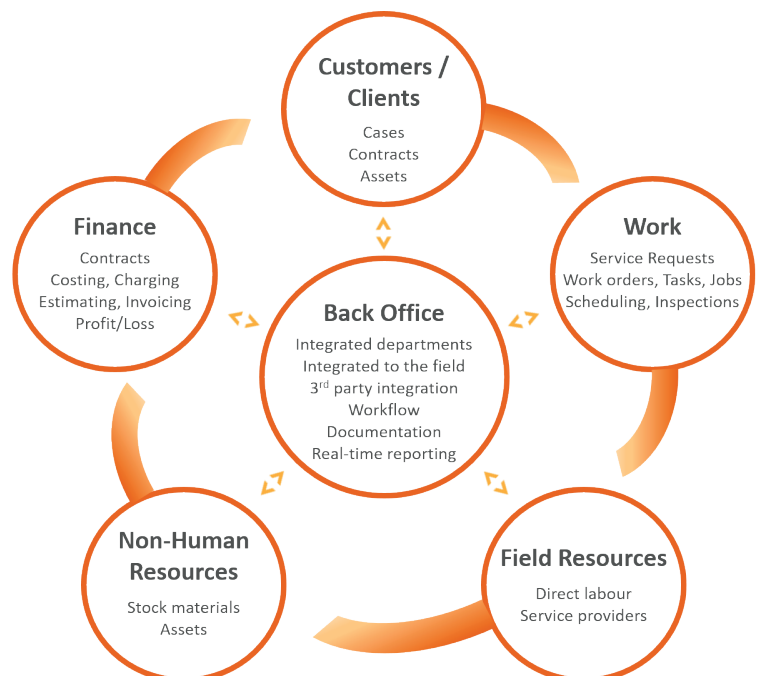 Customers /
Clients
Cases
Contracts
Assets
Finance
Contracts
Costing, Charging
Estimating, Invoicing
Profit/Loss
Work
Service Requests
Work orders, Tasks, Jobs
Scheduling, Inspections
Back Office
Integrated departments
Integrated to the field
3rd party integration
Workflow
Documentation
Real-time reporting
Non-Human
Resources
Stock materials
Assets
Field Resources
Direct labour
Service providers